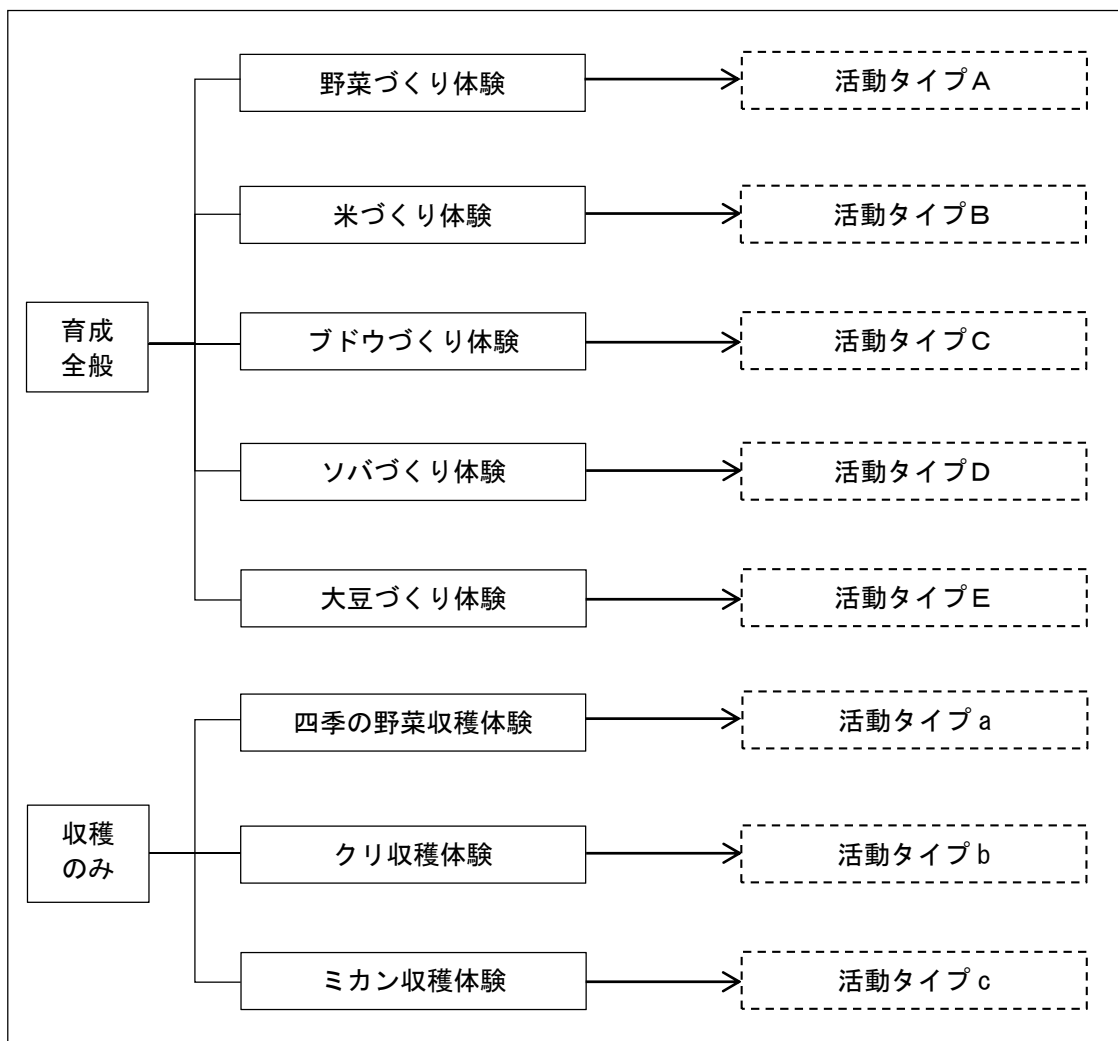 野菜づくり体験
活動タイプA
米づくり体験
活動タイプB
育成
全般
ブドウづくり体験
活動タイプC
ソバづくり体験
活動タイプD
大豆づくり体験
活動タイプE
四季の野菜収穫体験
活動タイプa
収穫
のみ
クリ収穫体験
活動タイプb
ミカン収穫体験
活動タイプc